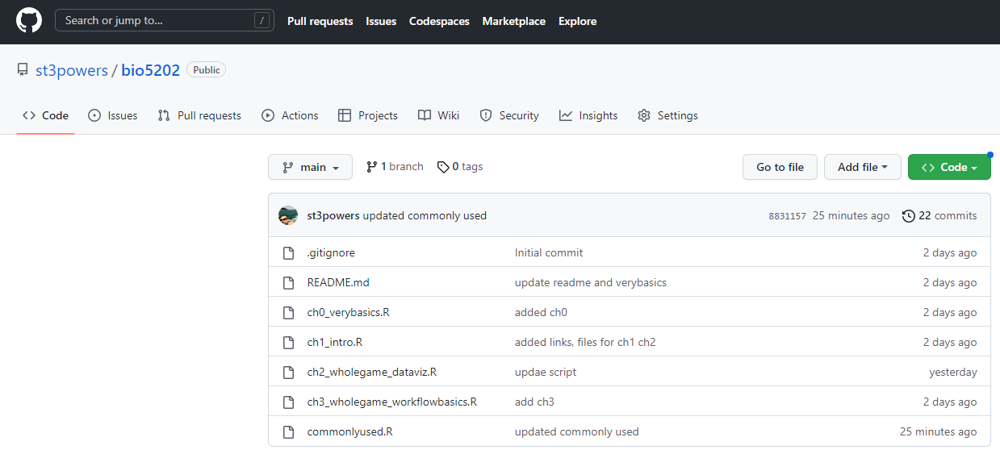 Search or jump to... / Pull requests Issues Codespaces Marketplace Explore
st3powers / bio5202 Public
Code Issues Pull requests Actions Projects Wiki Security Insights Settings
main 1 branch 0 tags Go to file Add file Code
st3powers updated commonly used 8831157 25 minutes ago 22 commits
.gitignore Initial commit 2 days ago
README.md update readme and verybasics 2 days ago
ch0_verybasics.R added ch0 2 days ago
ch1_intro.R added links, files for ch1 ch2 2 days ago
ch2_wholegame_dataviz.R updae script yesterday
ch3_wholegame_workflowbasics.R add ch3 2 days ago
commonlyused.R updated commonly used 25 minutes ago